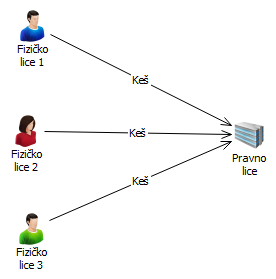 Fizičko
lice 1
Keš
Fizičko
lice 2
Keš
Pravno
lice
Keš
Fizičko
lice 3